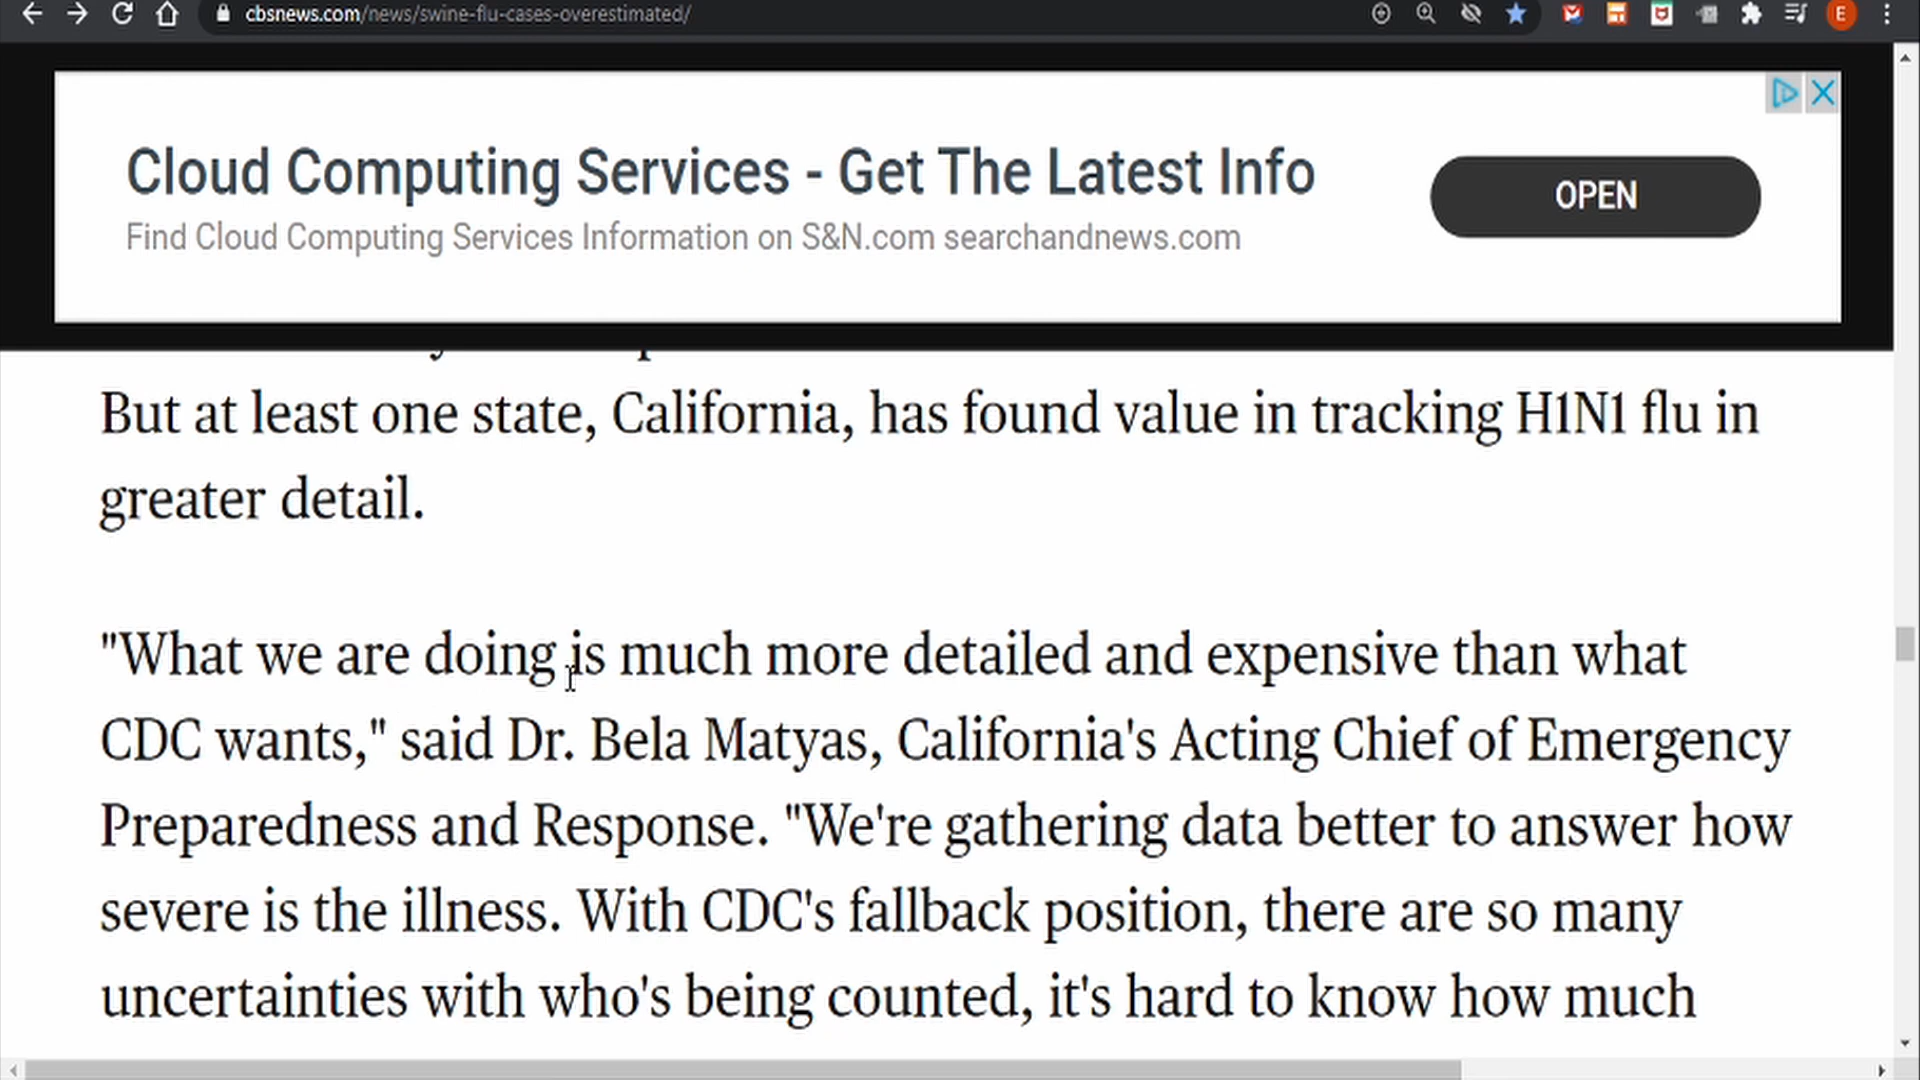 cbsnews.com/news/swine-flu-cases-overestimated/
E
Cloud Computing Services - Get The Latest Info
Find Cloud Computing Services Information on S&N.com searchandnews.com
OPEN
But at least one state, California, has found value in tracking H1N1 flu in
greater detail.
"What we are doing is much more detailed and expensive than what
CDC wants," said Dr. Bela Matyas, California's Acting Chief of Emergency
Preparedness and Response. "We're gathering data better to answer how
severe is the illness. With CDC's fallback position, there are so many
uncertainties with who's being counted, it's hard to know how much